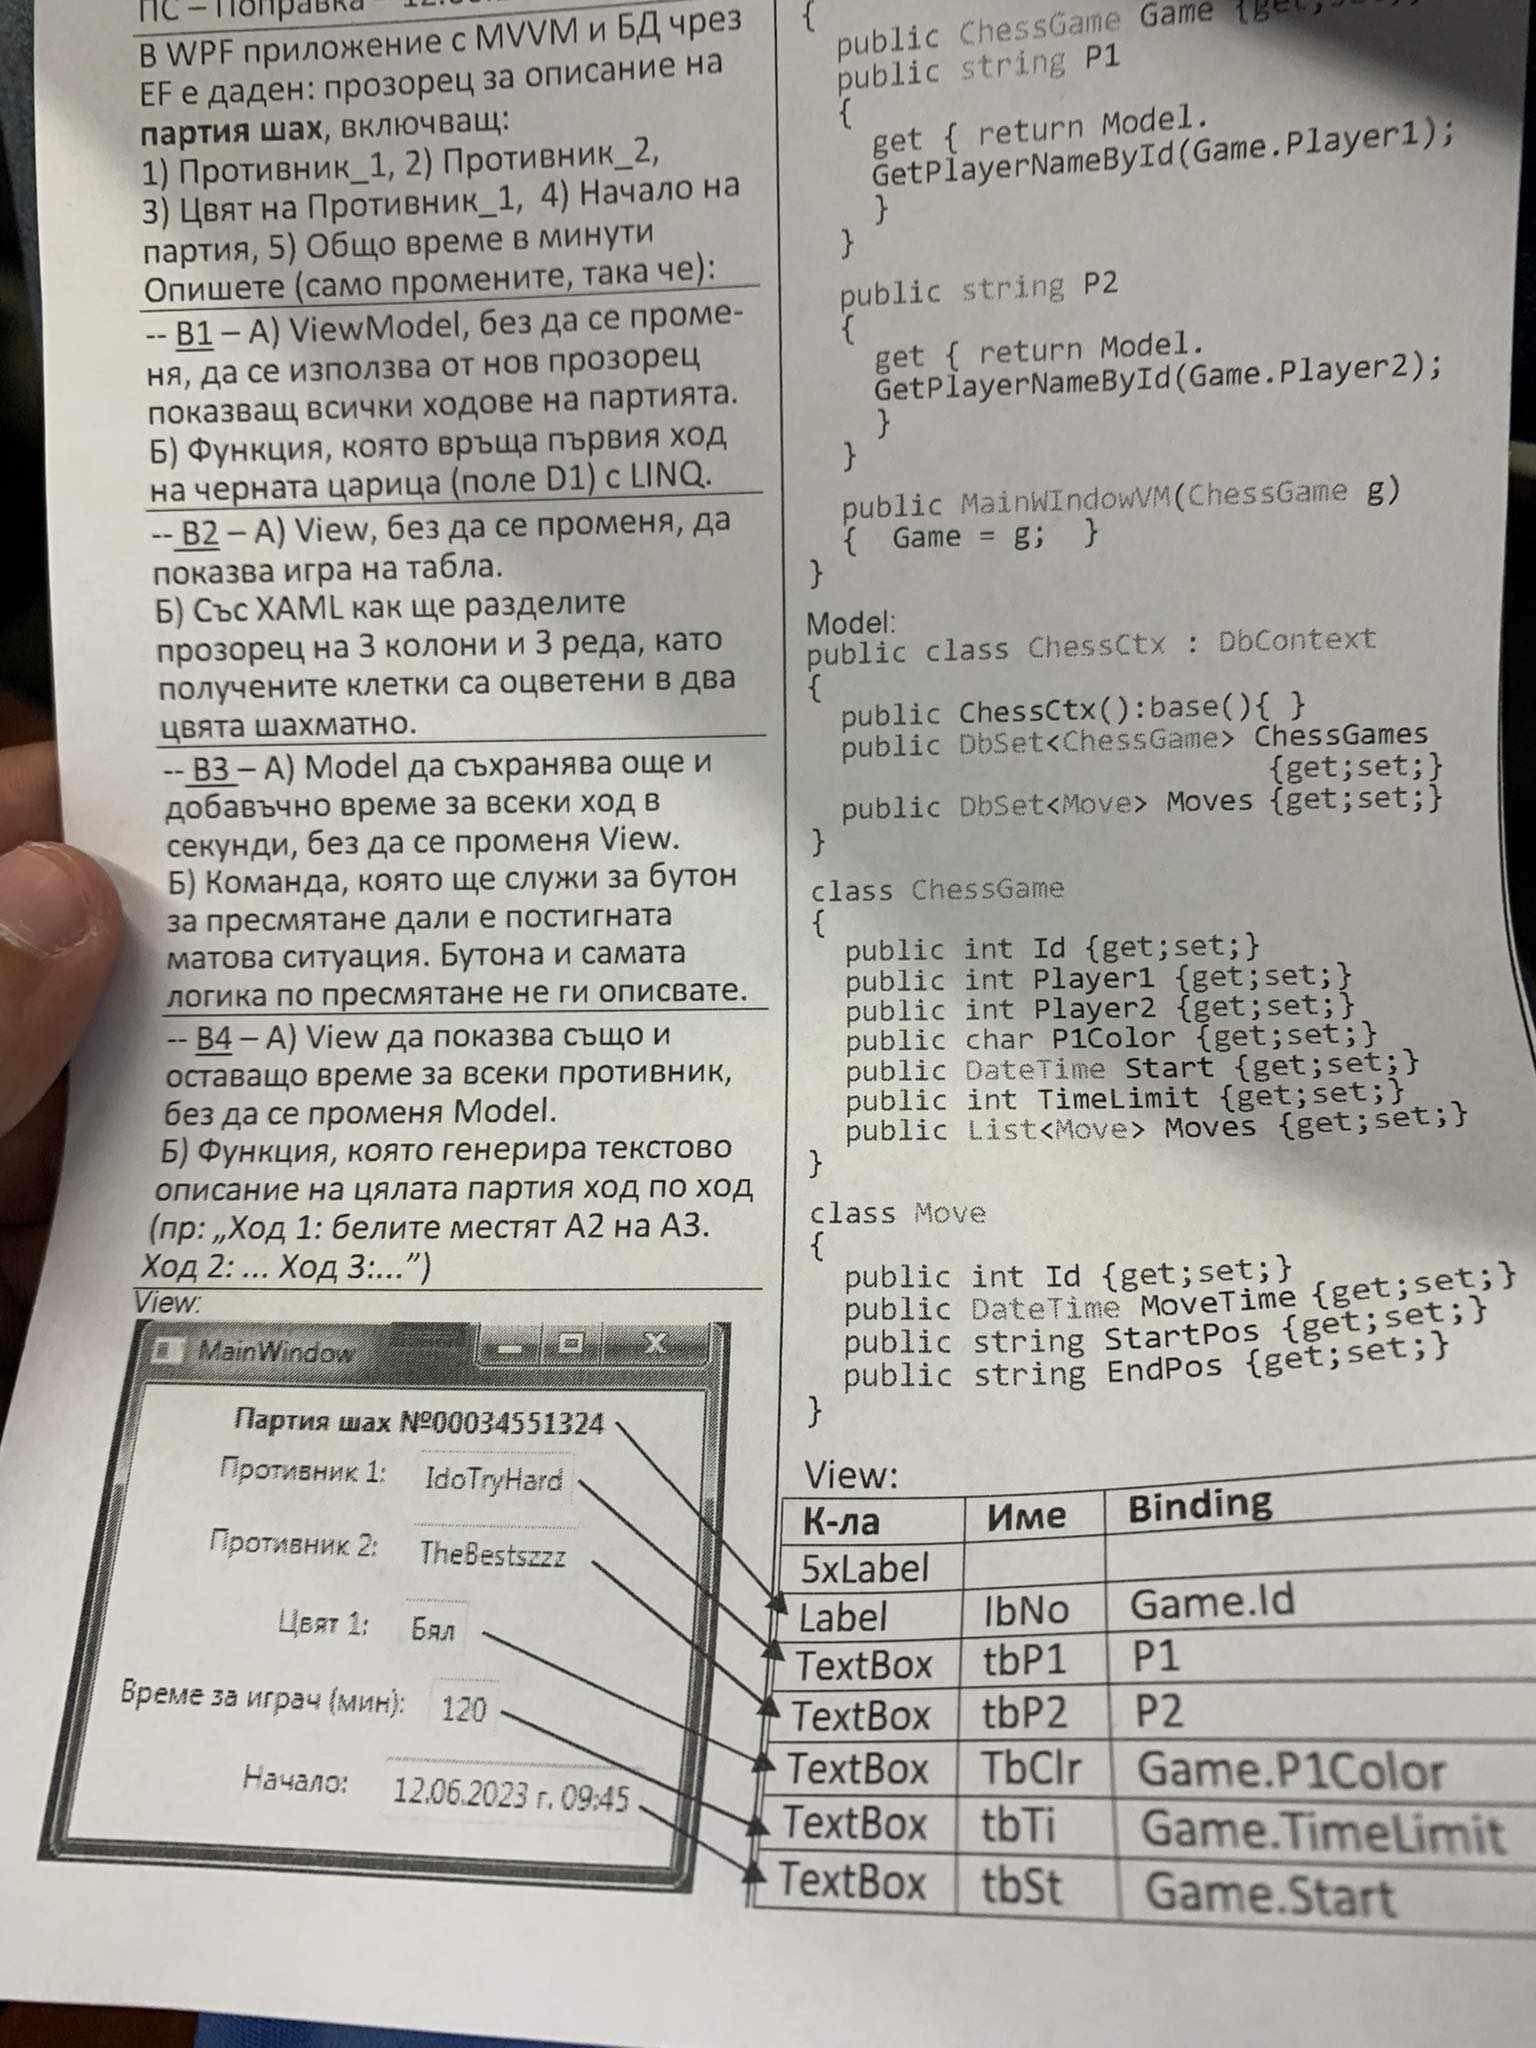 ПС – Поправка – 12.06.
В WPF приложение с MVVM и БД чрез
EF е даден: прозорец за описание на
партия шах, включващ:
1) Противник_1, 2) Противник_2,
3) Цвят на Противник_1, 4) Начало на
партия, 5) Общо време в минути
Опишете (само промените, така че):
-- В1 – А) ViewModel, без да се проме-
ня, да се използва от нов прозорец
показващ всички ходове на партията.
Б) Функция, която връща първия ход
на черната царица (поле D1) с LINQ.
-- В2 – А) View, без да се променя, да
показва игра на табла.
Б) Със XAML как ще разделите
прозорец на 3 колони и 3 реда, като
получените клетки са оцветени в два
цвята шахматно.
-- В3 – А) Model да съхранява още и
добавъчно време за всеки ход в
секунди, без да се променя View.
Б) Команда, която ще служи за бутон
за пресмятане дали е постигната
матова ситуация. Бутона и самата
логика по пресмятане не ги описвате.
-- В4 – А) View да показва също и
оставащо време за всеки противник,
без да се променя Model.
Б) Функция, която генерира текстово
описание на цялата партия ход по ход
(пр: „Ход 1: белите местят А2 на А3.
Ход 2: ... Ход 3:...”)
View:
MainWindow
Партия шах №00034551324
Противник 1: IdoTryHard
Противник 2: TheBestszzz
Цвят 1: Бял
Време за играч (мин): 120
Начало: 12.06.2023 г. 09:45
{
public ChessGame Game {get;set;}
public string P1
{
get { return Model.
GetPlayerNameById(Game.Player1);
}
}
public string P2
{
get { return Model.
GetPlayerNameById(Game.Player2);
}
}
public MainWIndowVM(ChessGame g)
{ Game = g; }
}
Model:
public class ChessCtx : DbContext
{
public ChessCtx():base(){ }
public DbSet<ChessGame> ChessGames
{get;set;}
public DbSet<Move> Moves {get;set;}
}
class ChessGame
{
public int Id {get;set;}
public int Player1 {get;set;}
public int Player2 {get;set;}
public char P1Color {get;set;}
public DateTime Start {get;set;}
public int TimeLimit {get;set;}
public List<Move> Moves {get;set;}
}
class Move
{
public int Id {get;set;}
public DateTime MoveTime {get;set;}
public string StartPos {get;set;}
public string EndPos {get;set;}
}
View:
К-ла Име Binding
5xLabel
Label lbNo Game.Id
TextBox tbP1 P1
TextBox tbP2 P2
TextBox TbClr Game.P1Color
TextBox tbTi Game.TimeLimit
TextBox tbSt Game.Start